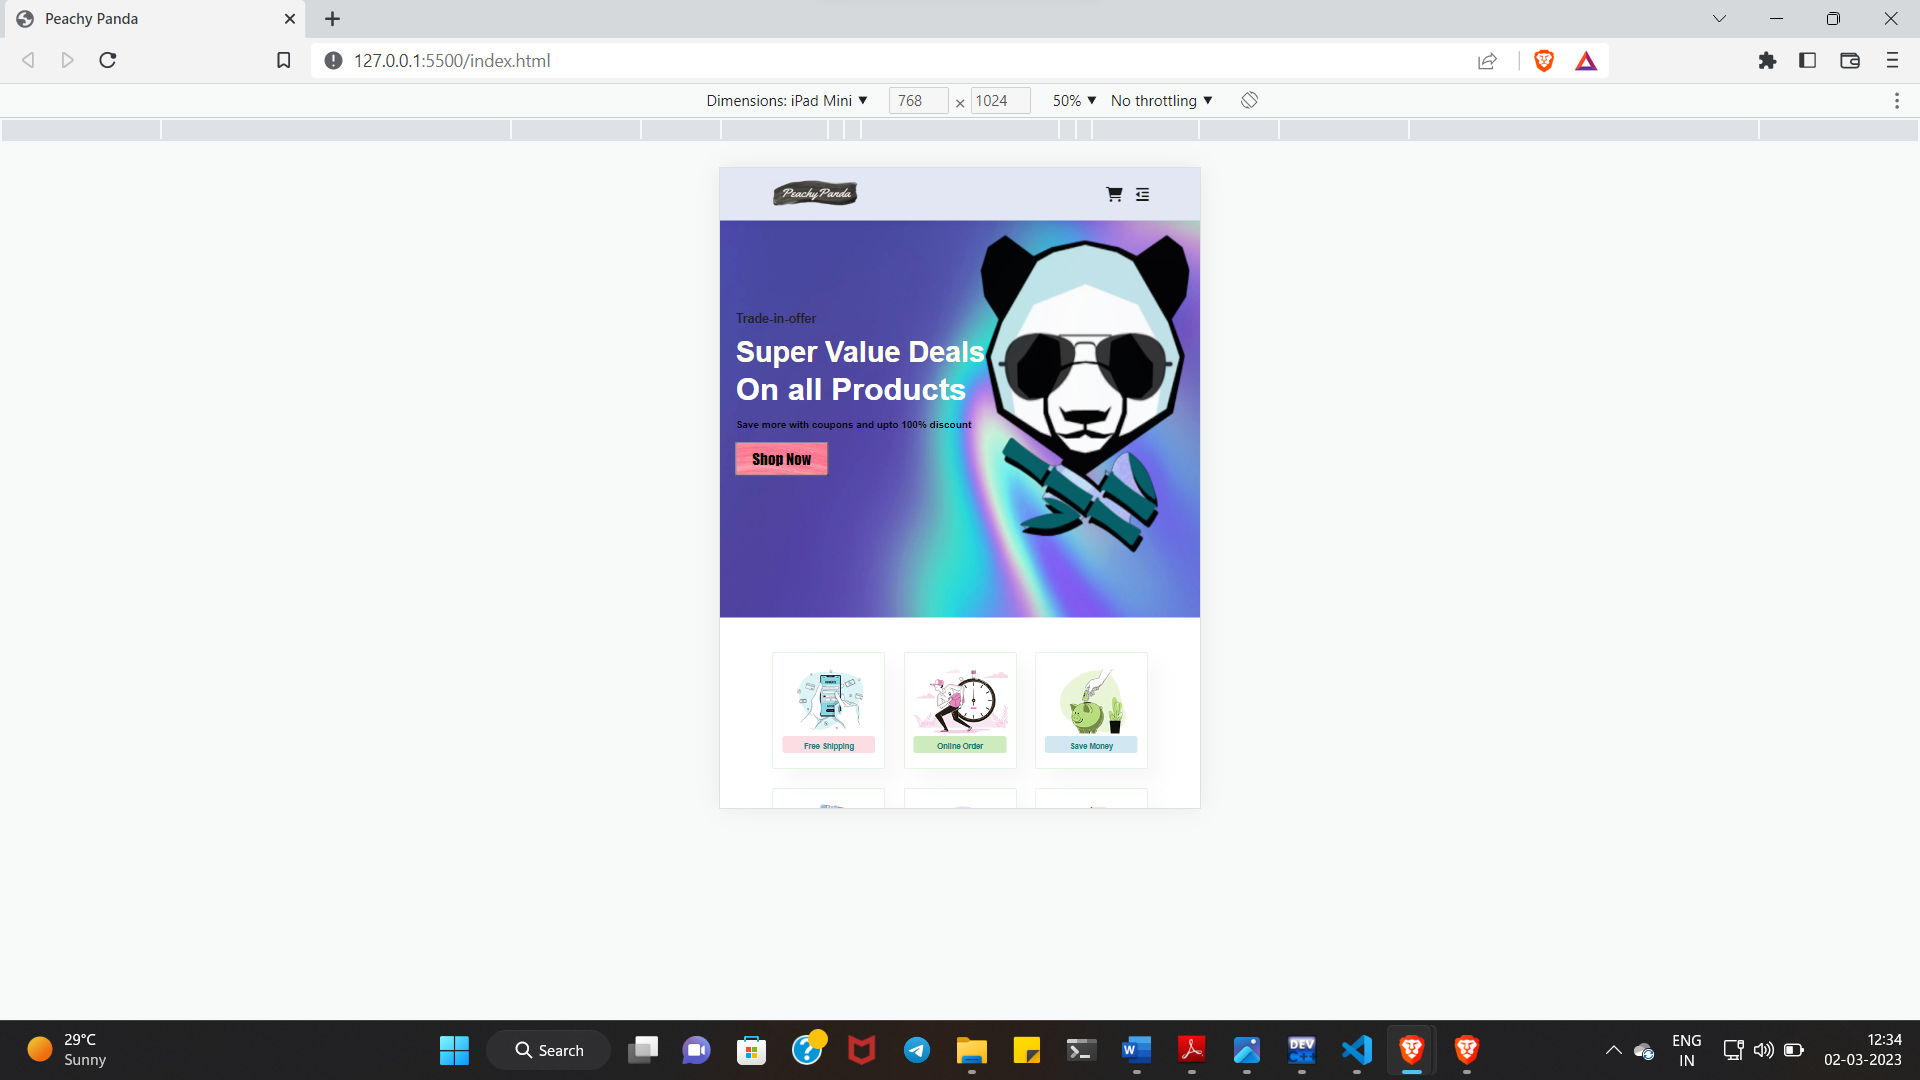 Peachy Panda
127.0.0.1:5500/index.html
Dimensions: iPad Mini ▼ 768 × 1024 50% ▼ No throttling ▼
Peachy Panda
Trade-in-offer
Super Value Deals
On all Products
Save more with coupons and upto 100% discount
Shop Now
Free Shipping
Online Order
Save Money
29°C
Sunny
Search
DEV
C++
ENG
IN
12:34
02-03-2023